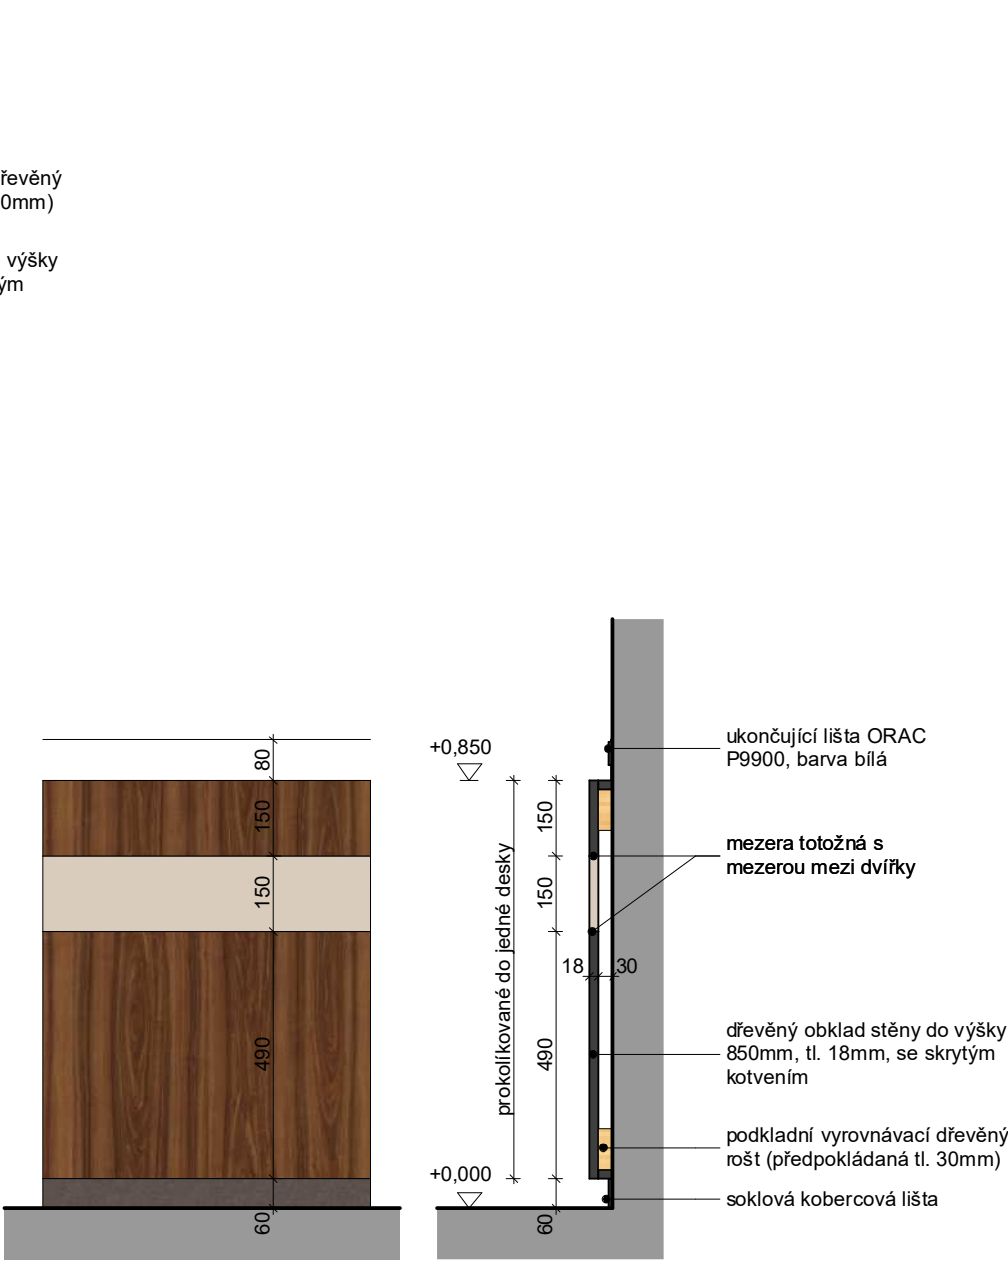 řevěný
0mm)
výšky
ým
80
150
150
490
60
+0,850
+0,000
prokolíkované do jedné desky
150
150
18
30
490
60
ukončující lišta ORAC
P9900, barva bílá
mezera totožná s
mezerou mezi dvířky
dřevěný obklad stěny do výšky
850mm, tl. 18mm, se skrytým
kotvením
podkladní vyrovnávací dřevěný
rošt (předpokládaná tl. 30mm)
soklová kobercová lišta